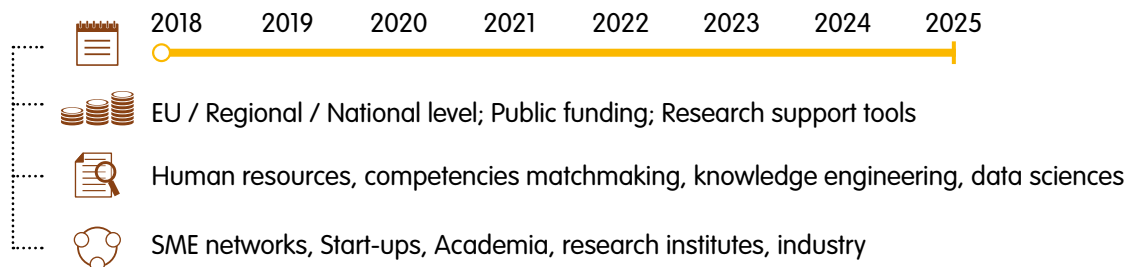 2018 2019 2020 2021 2022 2023 2024 2025
EU / Regional / National level; Public funding; Research support tools
Human resources, competencies matchmaking, knowledge engineering, data sciences
SME networks, Start-ups, Academia, research institutes, industry